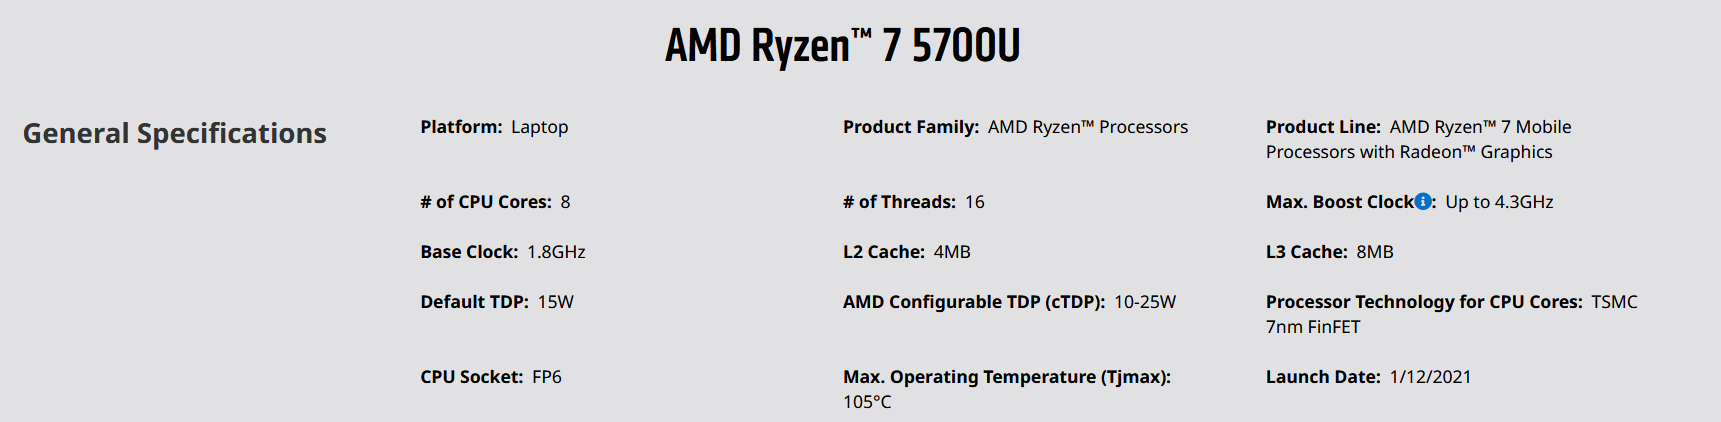 AMD Ryzen™ 7 5700U
General Specifications
Platform: Laptop
Product Family: AMD Ryzen™ Processors
Product Line: AMD Ryzen™ 7 Mobile
Processors with Radeon™ Graphics
# of CPU Cores: 8
# of Threads: 16
Max. Boost Clock: Up to 4.3GHz
Base Clock: 1.8GHz
L2 Cache: 4MB
L3 Cache: 8MB
Default TDP: 15W
AMD Configurable TDP (cTDP): 10-25W
Processor Technology for CPU Cores: TSMC
7nm FinFET
CPU Socket: FP6
Max. Operating Temperature (Tjmax):
105°C
Launch Date: 1/12/2021